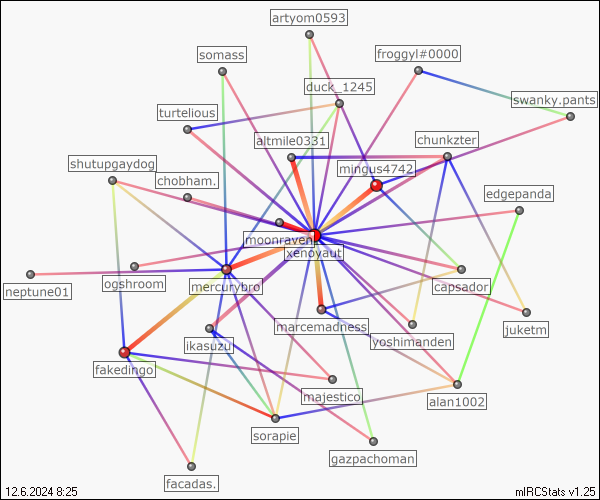 artyom0593
somass
froggyl#0000
duck_1245
swanky.pants
turtelious
altmile0331
chunkzter
shutupgaydog
mingus4742
chobham.
edgepanda
moonraven
xenoyaut
ogshroom
mercurybro
capsador
neptune01
marcemadness
juketm
ikasuzu
yoshimanden
fakedingo
majestico
alan1002
sorapie
gazpachoman
facadas.
12.6.2024 8:25
mIRCStats v1.25